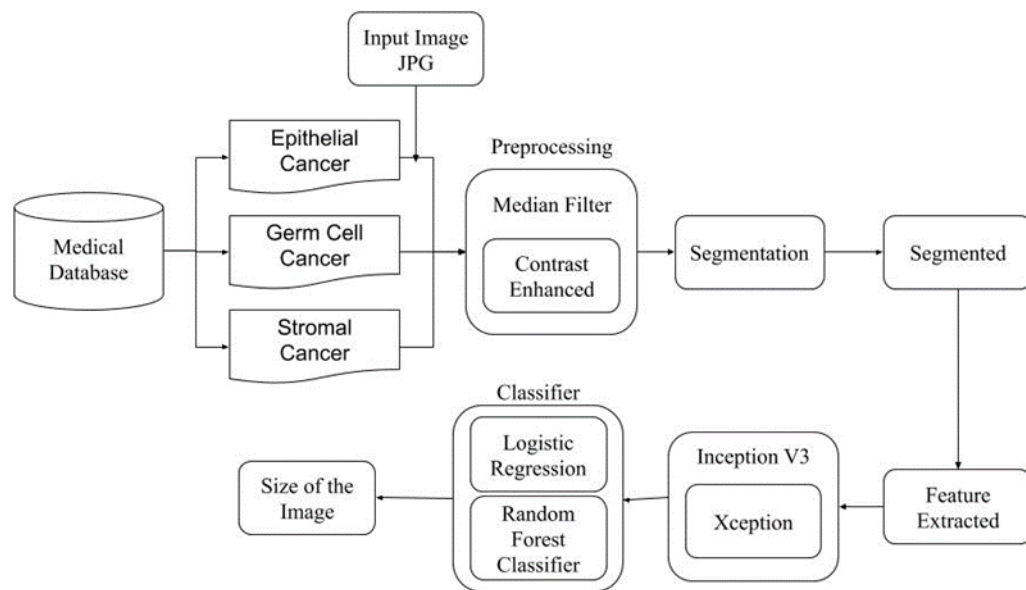 Input Image
JPG
Epithelial
Cancer
Medical
Database
Germ Cell
Cancer
Stromal
Cancer
Preprocessing
Median Filter
Contrast
Enhanced
Segmentation
Segmented
Feature
Extracted
Inception V3
Xception
Classifier
Logistic
Regression
Random
Forest
Classifier
Size of the
Image